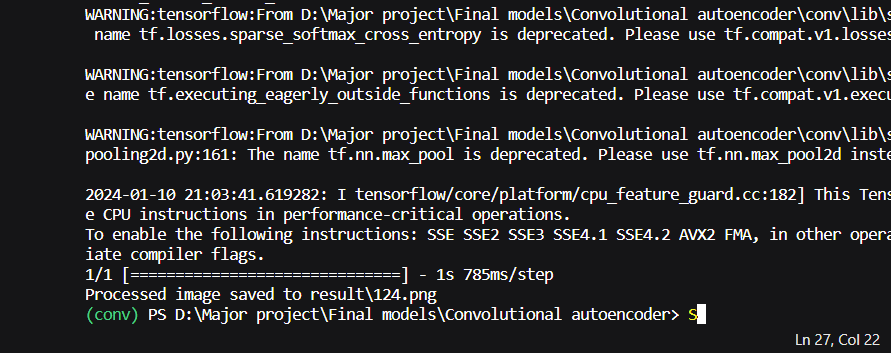 WARNING:tensorflow:From D:\Major project\Final models\Convolutional autoencoder\conv\lib\s
name tf.losses.sparse_softmax_cross_entropy is deprecated. Please use tf.compat.v1.losses
WARNING:tensorflow:From D:\Major project\Final models\Convolutional autoencoder\conv\lib\s
e name tf.executing_eagerly_outside_functions is deprecated. Please use tf.compat.v1.execu
WARNING:tensorflow:From D:\Major project\Final models\Convolutional autoencoder\conv\lib\s
pooling2d.py:161: The name tf.nn.max_pool is deprecated. Please use tf.nn.max_pool2d inste
2024-01-10 21:03:41.619282: I tensorflow/core/platform/cpu_feature_guard.cc:182] This Tens
e CPU instructions in performance-critical operations.
To enable the following instructions: SSE SSE2 SSE3 SSE4.1 SSE4.2 AVX2 FMA, in other opera
iate compiler flags.
1/1 [==============================] - 1s 785ms/step
Processed image saved to result\124.png
(conv) PS D:\Major project\Final models\Convolutional autoencoder> S
Ln 27, Col 22